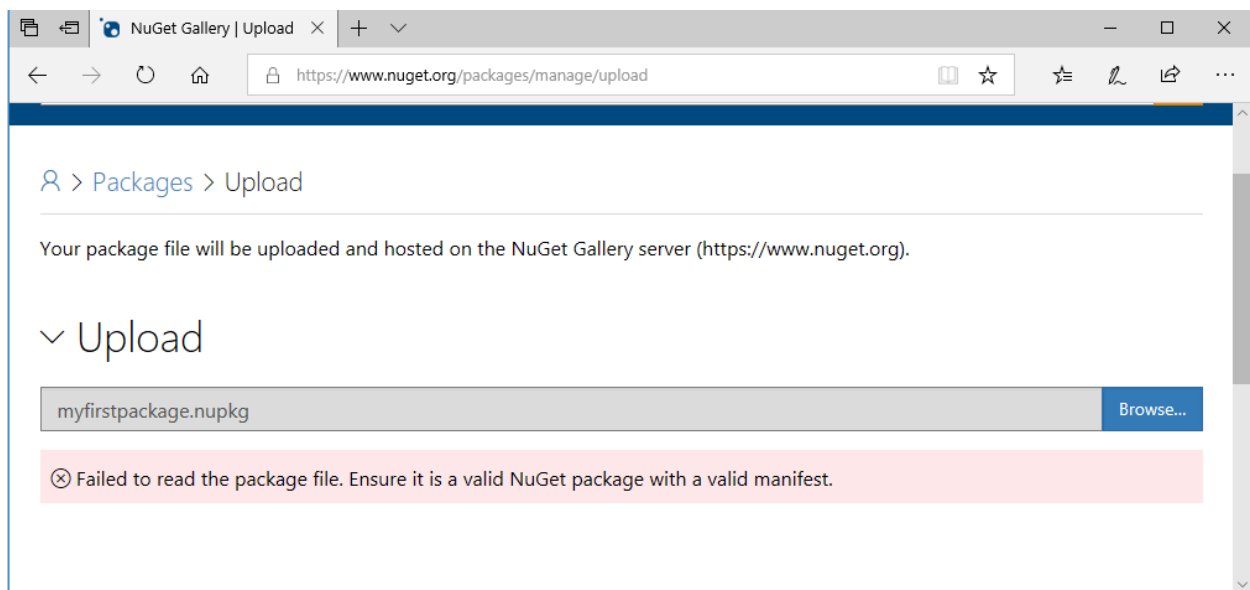 NuGet Gallery | Upload
https://www.nuget.org/packages/manage/upload
> Packages > Upload
Your package file will be uploaded and hosted on the NuGet Gallery server (https://www.nuget.org).
Upload
myfirstpackage.nupkg
Browse...
Failed to read the package file. Ensure it is a valid NuGet package with a valid manifest.